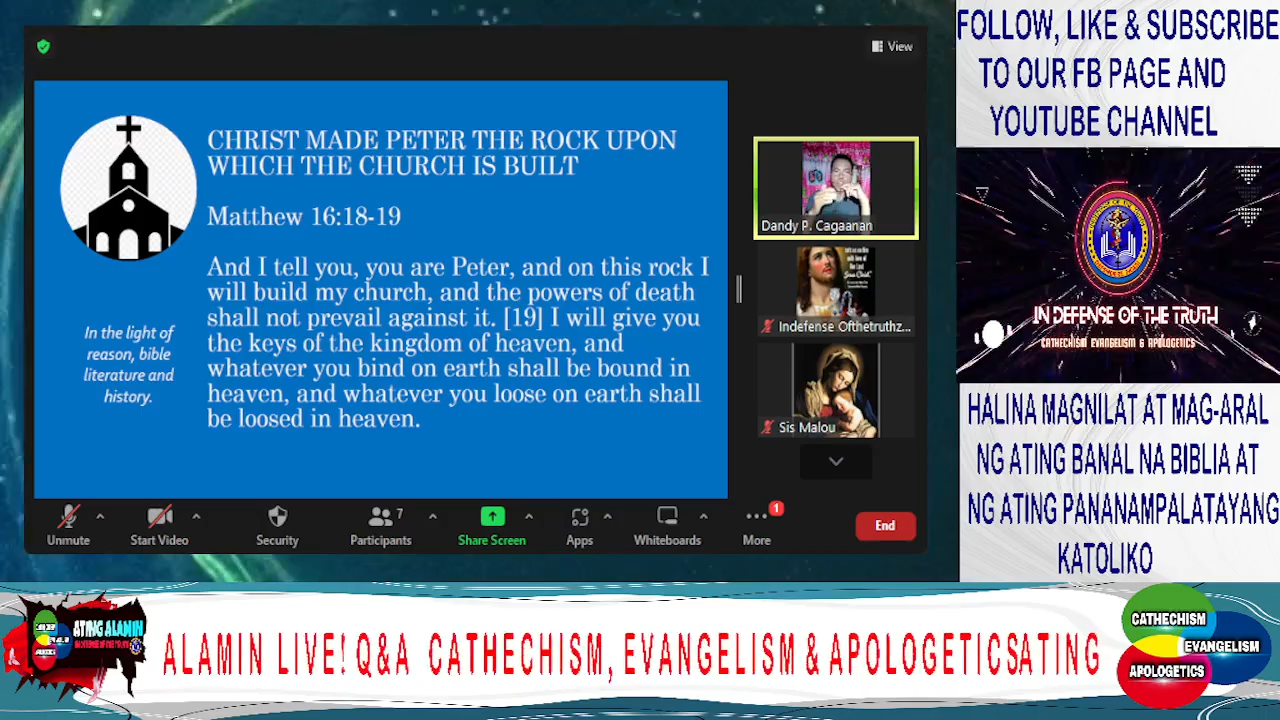 View
CHRIST MADE PETER THE ROCK UPON
WHICH THE CHURCH IS BUILT
Matthew 16:18-19
And I tell you, you are Peter, and on this rock I
will build my church, and the powers of death
shall not prevail against it. [19] I will give you
the keys of the kingdom of heaven, and
whatever you bind on earth shall be bound in
heaven, and whatever you loose on earth shall
be loosed in heaven.
In the light of
reason, bible
literature and
history.
Dandy P. Cagaanan
Indefense Ofthetruthz...
Sis Malou
Unmute
Start Video
Security
7
Participants
Share Screen
Apps
Whiteboards
1
More
End
FOLLOW, LIKE & SUBSCRIBE
TO OUR FB PAGE AND
YOUTUBE CHANNEL
IN DEFENSE OF THE TRUTH
CATHECHISM EVANGELISM & APOLOGETICS
HALINA MAGNILAT AT MAG-ARAL
NG ATING BANAL NA BIBLIA AT
NG ATING PANANAMPALATAYANG
KATOLIKO
ATING ALAMIN
ALAMIN LIVE! Q&A CATHECHISM, EVANGELISM & APOLOGETICSATING
CATHECHISM
EVANGELISM
APOLOGETICS